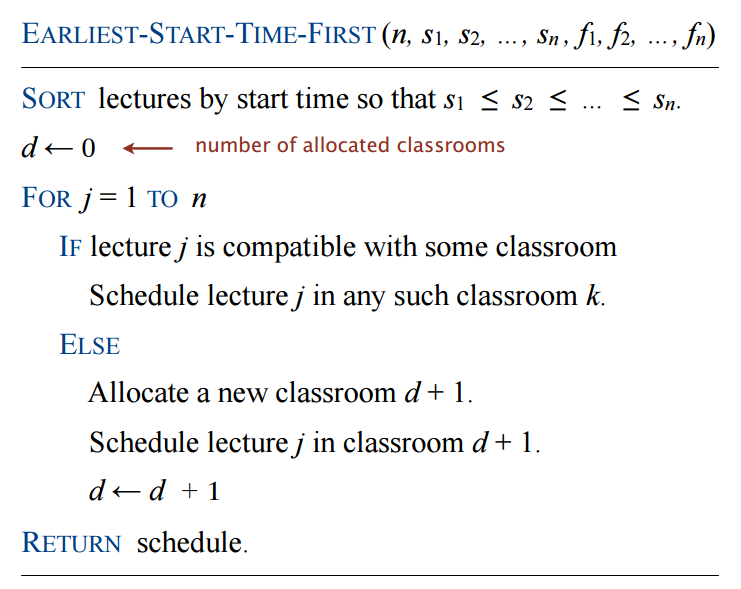 EARLIEST-START-TIME-FIRST (n, s1, s2, ..., sn, f1, f2, ..., fn)
SORT lectures by start time so that s1 ≤ s2 ≤ ... ≤ sn.
d ← 0 ← number of allocated classrooms
FOR j = 1 TO n
IF lecture j is compatible with some classroom
Schedule lecture j in any such classroom k.
ELSE
Allocate a new classroom d + 1.
Schedule lecture j in classroom d + 1.
d ← d + 1
RETURN schedule.